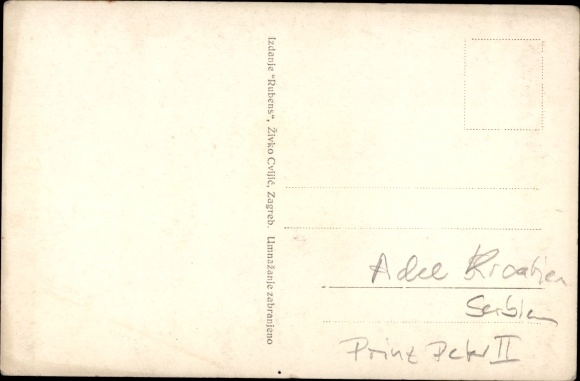 Izdanje "Rubens", Živko Cvijić, Zagreb. Umnažanje zabranjeno
Adel Kroatien
Serbien
Prinz Peter II